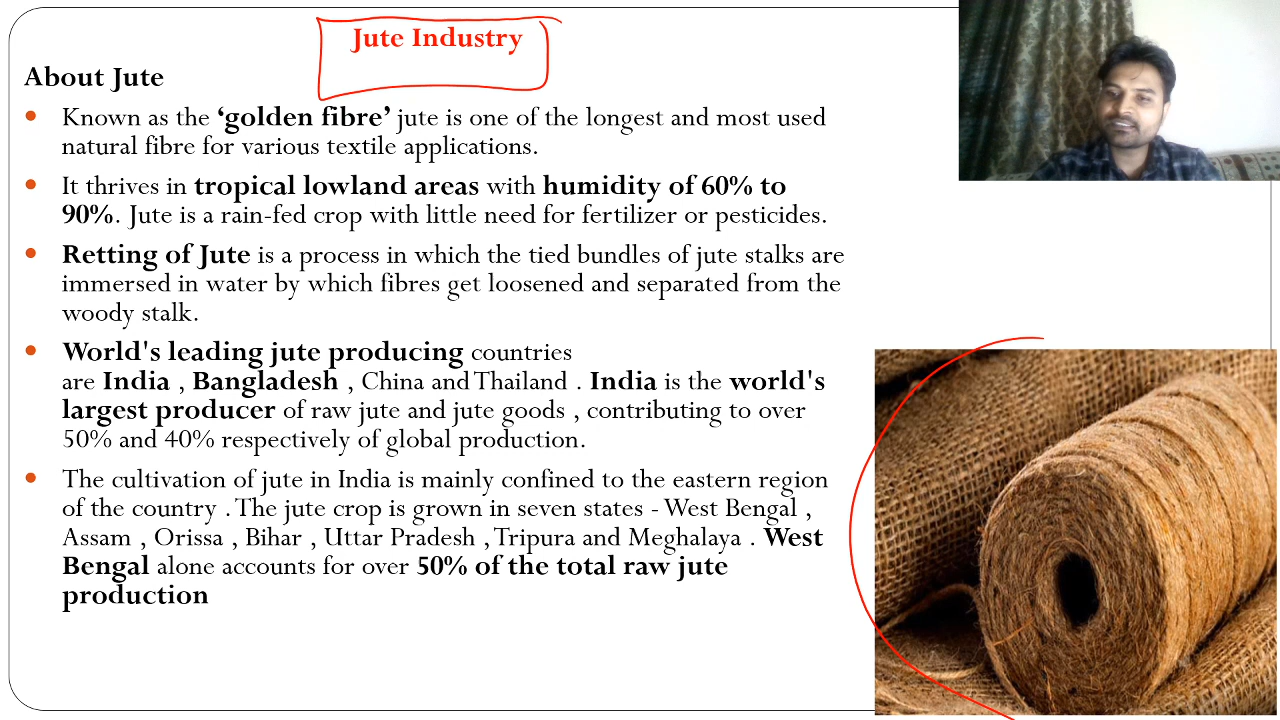 Jute Industry
About Jute
Known as the ‘golden fibre’ jute is one of the longest and most used
natural fibre for various textile applications.
It thrives in tropical lowland areas with humidity of 60% to
90%. Jute is a rain-fed crop with little need for fertilizer or pesticides.
Retting of Jute is a process in which the tied bundles of jute stalks are
immersed in water by which fibres get loosened and separated from the
woody stalk.
World's leading jute producing countries
are India , Bangladesh , China and Thailand . India is the world's
largest producer of raw jute and jute goods , contributing to over
50% and 40% respectively of global production.
The cultivation of jute in India is mainly confined to the eastern region
of the country . The jute crop is grown in seven states - West Bengal ,
Assam , Orissa , Bihar , Uttar Pradesh , Tripura and Meghalaya . West
Bengal alone accounts for over 50% of the total raw jute
production